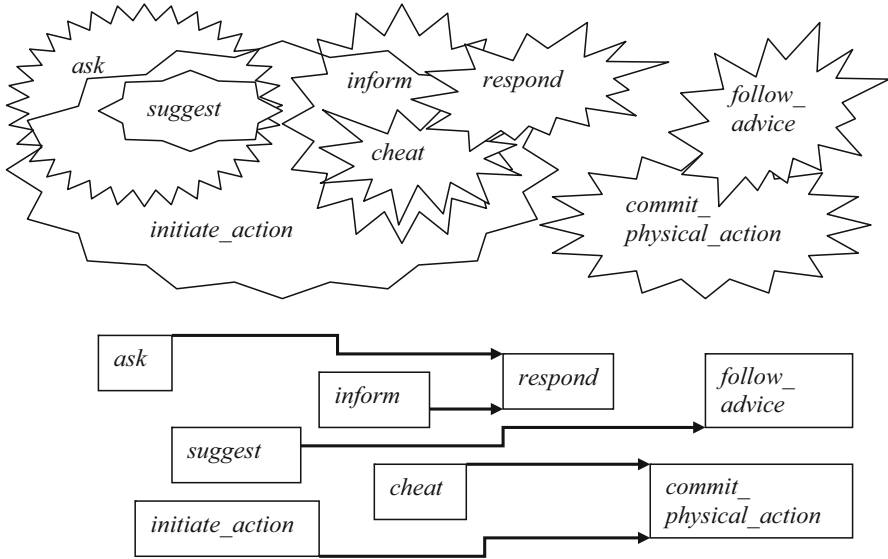 ask
inform
respond
follow_
advice
suggest
cheat
commit_
physical_action
initiate_action
ask
respond
follow_
advice
inform
suggest
cheat
commit_
physical_action
initiate_action